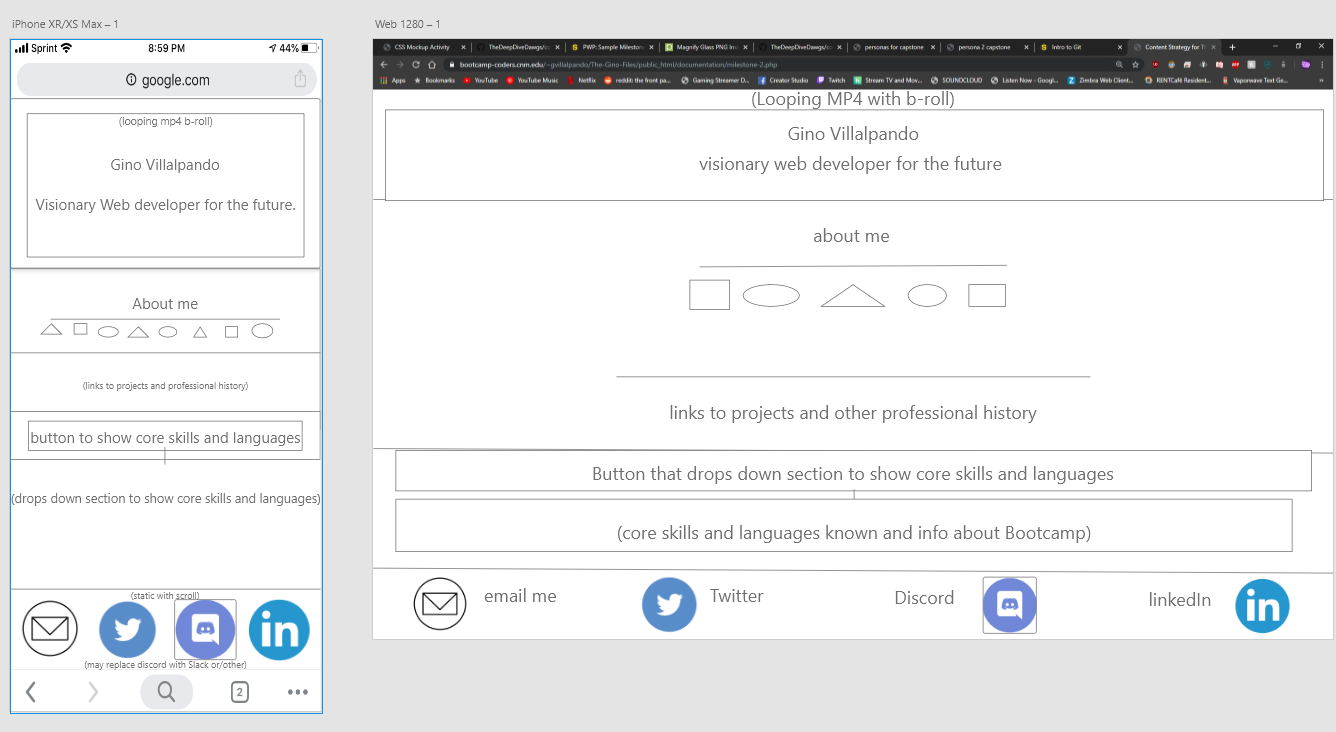 iPhone XR/XS Max – 1
Sprint
8:59 PM
44%
google.com
(looping mp4 b-roll)
Gino Villalpando
Visionary Web developer for the future.
About me
(links to projects and professional history)
button to show core skills and languages
(drops down section to show core skills and languages)
(static with scroll)
in
(may replace discord with Slack or/other)
2
Web 1280 – 1
CSS Mockup Activity
TheDeepDiveDawgs/
PWP: Sample Mileston
Magnify Glass PNG Im
TheDeepDiveDawgs/
personas for capstone
persona 2 capstone
Intro to Git
Content Strategy for T
bootcamp-coders.cnm.edu/~gvillalpando/The-Gino-Files/public_html/documentation/milestone-2.php
Apps
Bookmarks
YouTube
YouTube Music
Netflix
reddit: the front pa...
Gaming Streamer D...
Creator Studio
Twitch
Stream TV and Mov...
SOUNDCLOUD
Listen Now - Googl...
Zimbra Web Client...
RENTCafé Resident...
Vaporwave Text Ge...
(Looping MP4 with b-roll)
Gino Villalpando
visionary web developer for the future
about me
links to projects and other professional history
Button that drops down section to show core skills and languages
(core skills and languages known and info about Bootcamp)
email me
Twitter
Discord
linkedIn
in